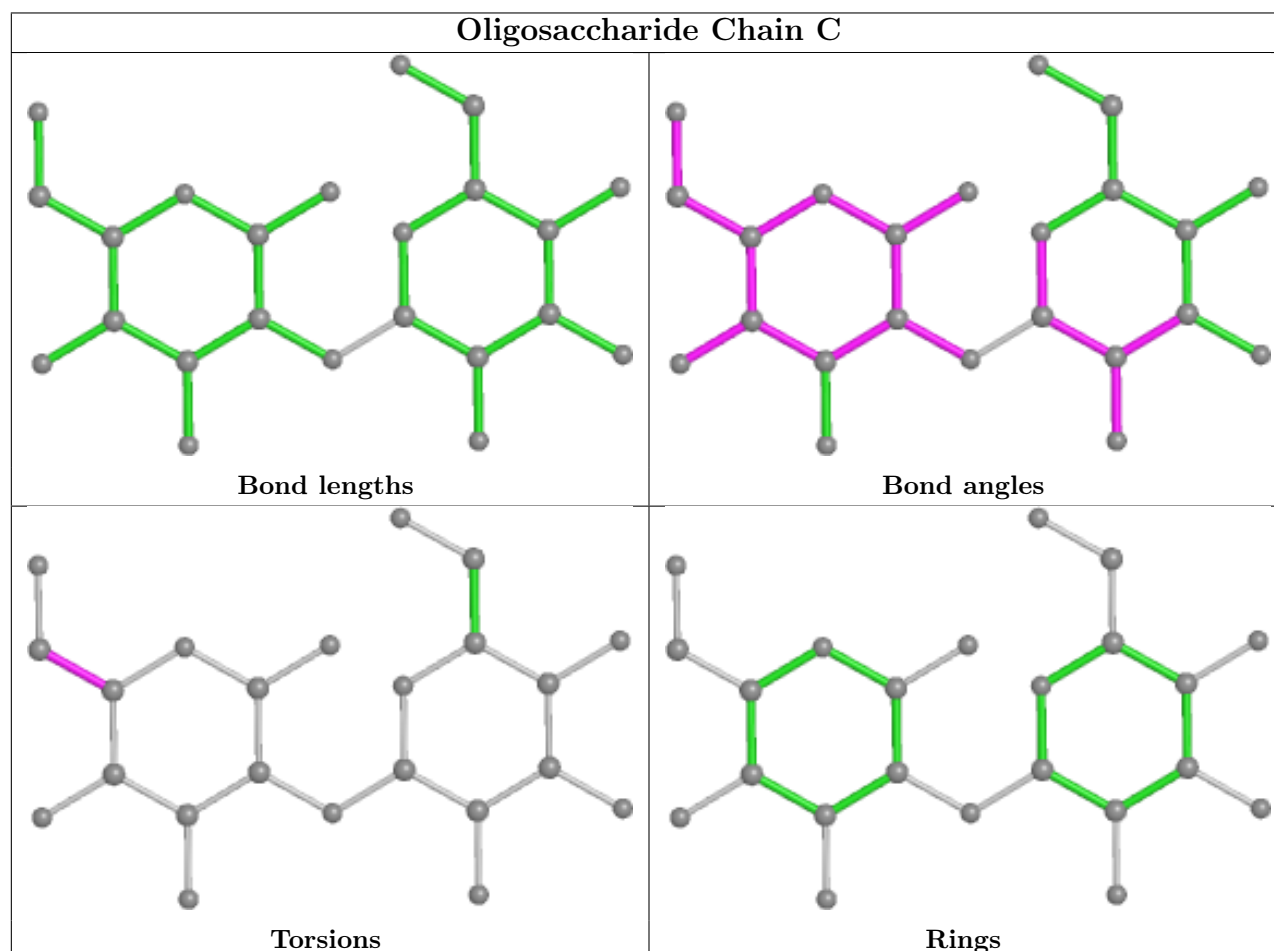 Oligosaccharide Chain C
Bond lengths
Bond angles
Torsions
Rings